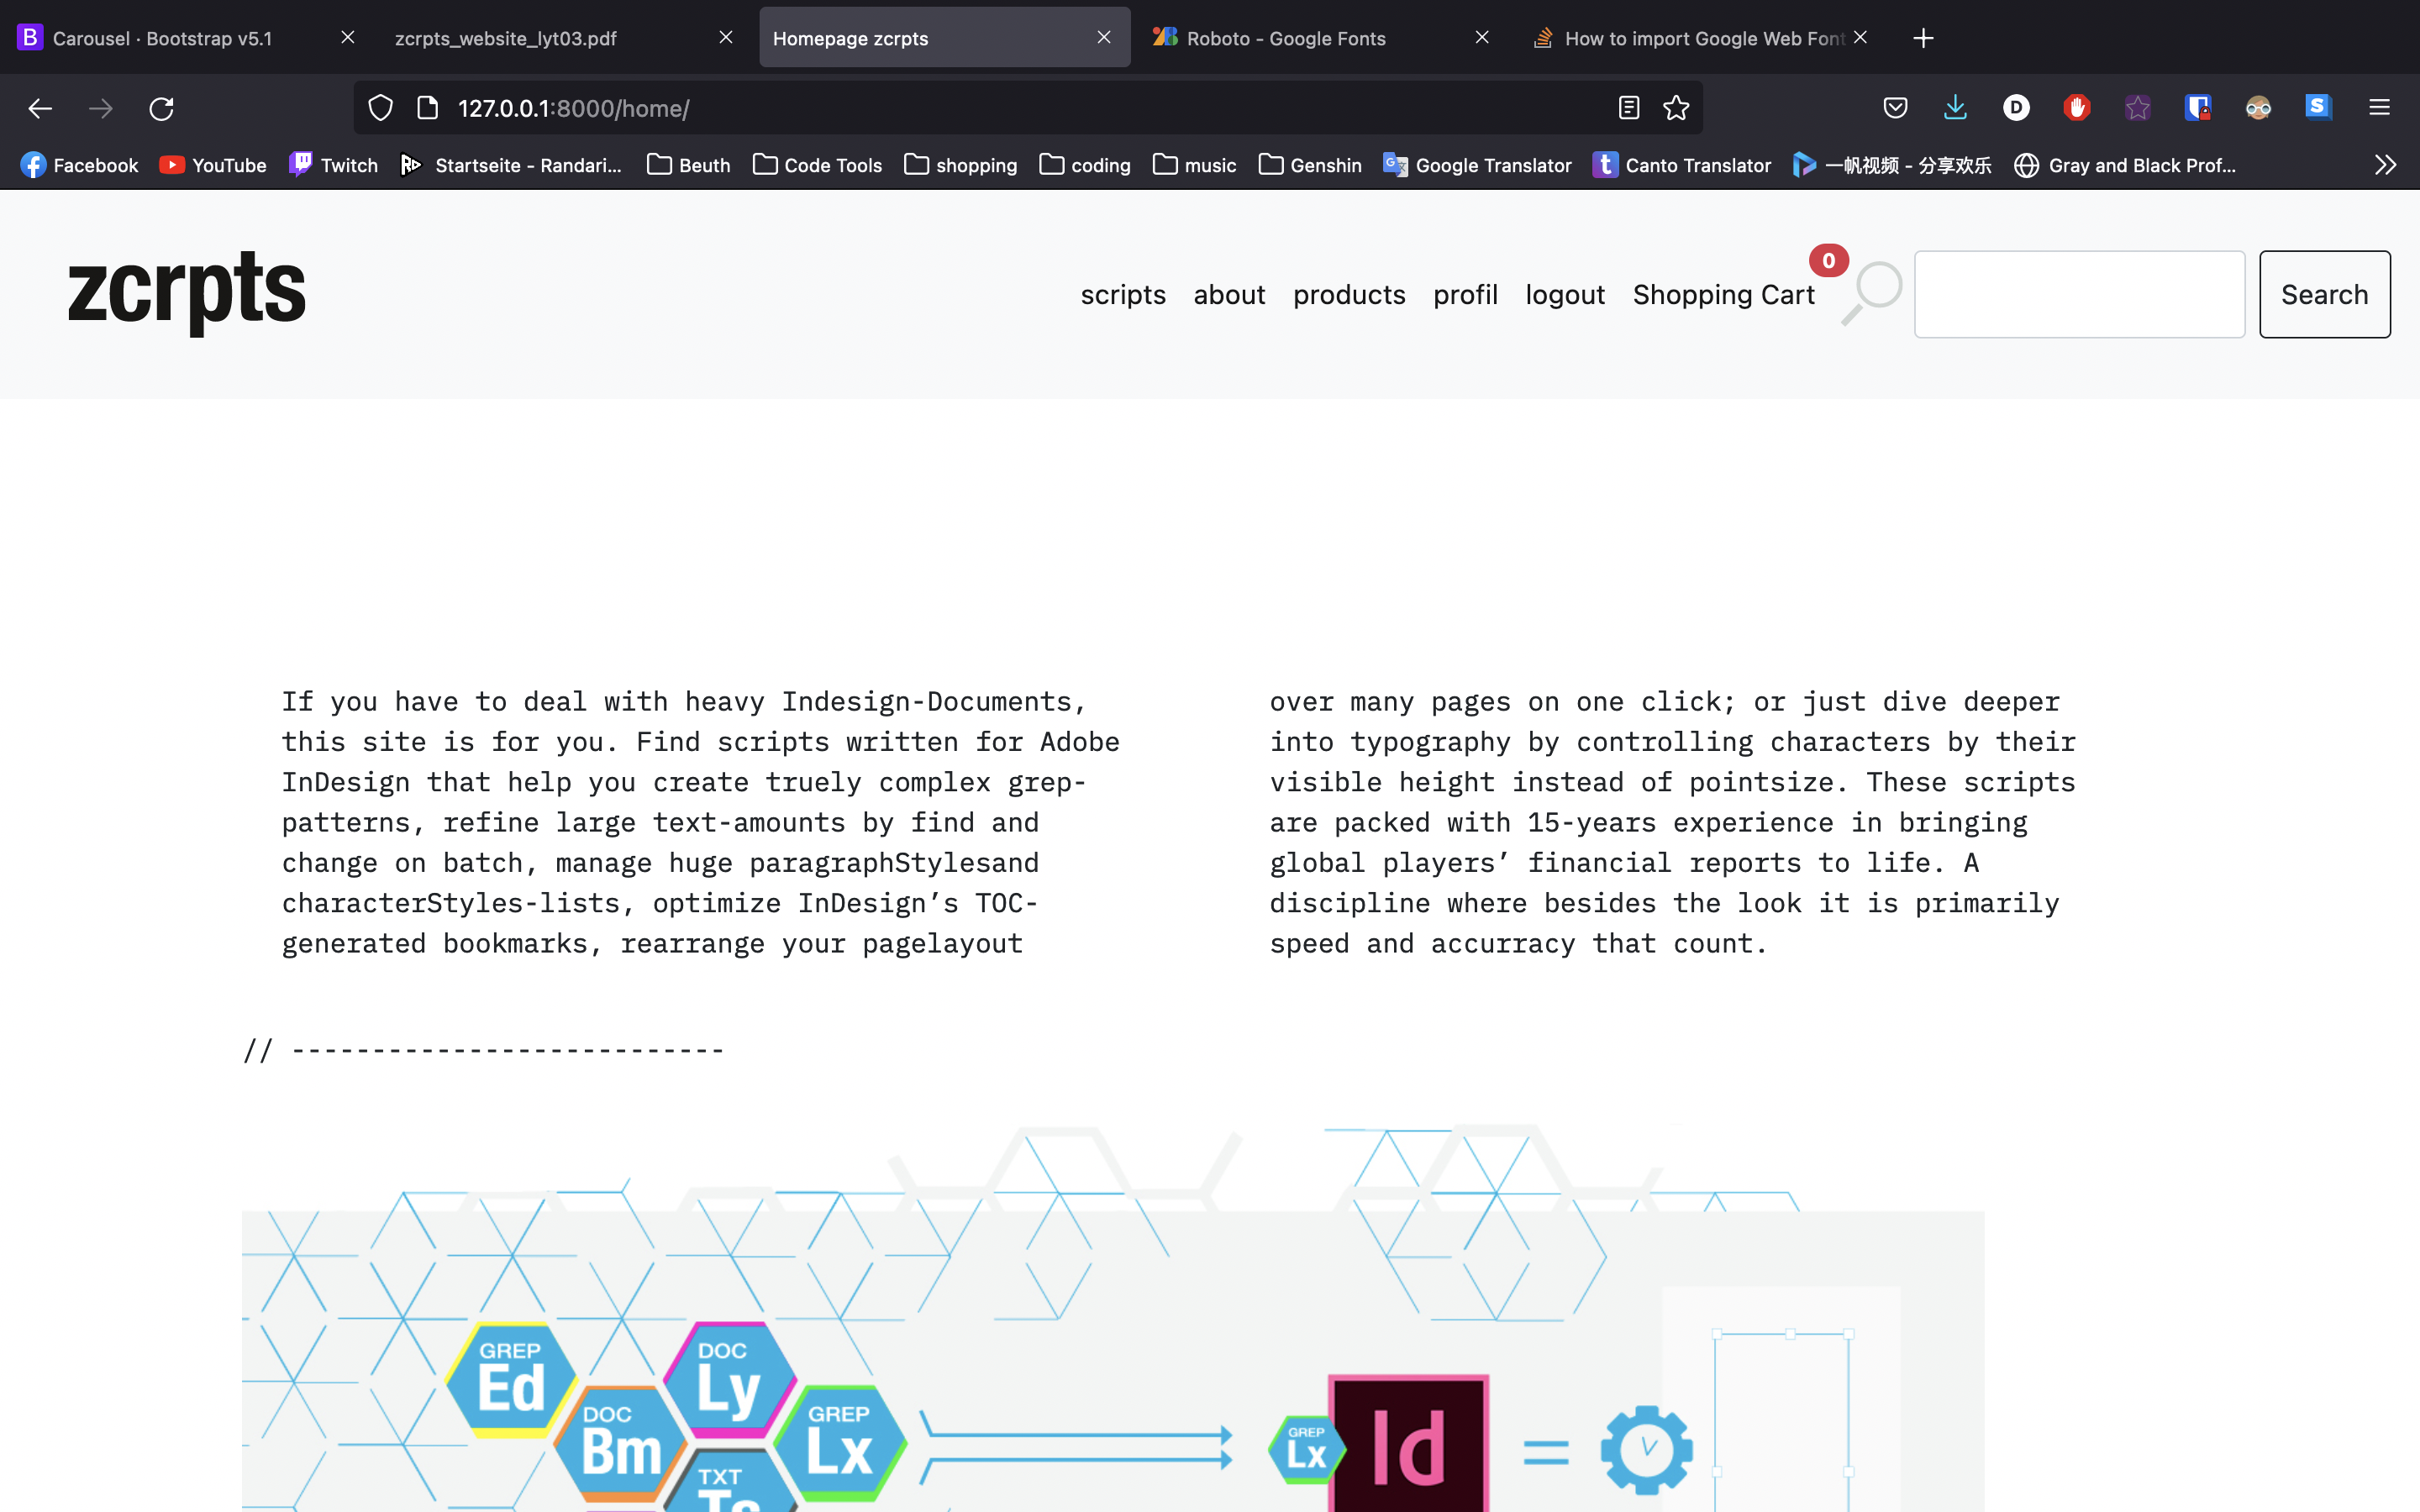 Carousel · Bootstrap v5.1
zcrpts_website_lyt03.pdf
Homepage zcrpts
Roboto - Google Fonts
How to import Google Web Font
127.0.0.1:8000/home/
Facebook
YouTube
Twitch
Startseite - Randari...
Beuth
Code Tools
shopping
coding
music
Genshin
Google Translator
Canto Translator
一帆视频 - 分享欢乐
Gray and Black Prof...
zcrpts
scripts
about
products
profil
logout
Shopping Cart
0
Search
If you have to deal with heavy Indesign-Documents,
this site is for you. Find scripts written for Adobe
InDesign that help you create truely complex grep-
patterns, refine large text-amounts by find and
change on batch, manage huge paragraphStylesand
characterStyles-lists, optimize InDesign’s TOC-
generated bookmarks, rearrange your pagelayout
over many pages on one click; or just dive deeper
into typography by controlling characters by their
visible height instead of pointsize. These scripts
are packed with 15-years experience in bringing
global players’ financial reports to life. A
discipline where besides the look it is primarily
speed and accurracy that count.
// ---------------------------
GREP
Ed
DOC
Ly
DOC
Bm
GREP
Lx
TXT
Ts
GREP
Lx
Id
=